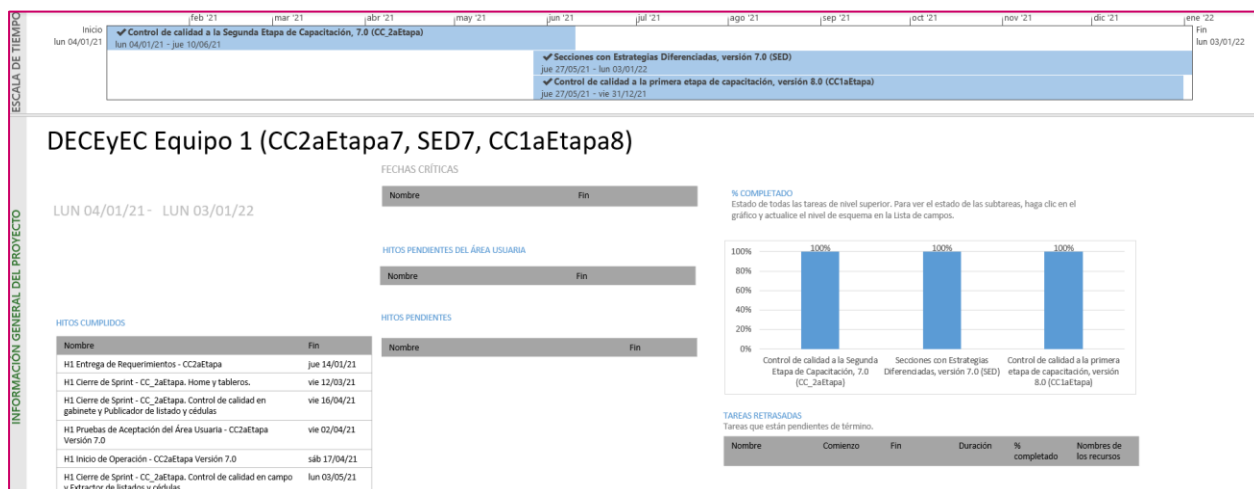 ESCALA DE TIEMPO
feb '21 mar '21 abr '21 may '21 jun '21 jul '21 ago '21 sep '21 oct '21 nov '21 dic '21 ene '22
Inicio
lun 04/01/21
Control de calidad a la Segunda Etapa de Capacitación, 7.0 (CC_2aEtapa)
lun 04/01/21 - jue 10/06/21
Fin
lun 03/01/22
Secciones con Estrategias Diferenciadas, versión 7.0 (SED)
jue 27/05/21 - lun 03/01/22
Control de calidad a la primera etapa de capacitación, versión 8.0 (CC1aEtapa)
jue 27/05/21 - vie 31/12/21
INFORMACIÓN GENERAL DEL PROYECTO
DECEyEC Equipo 1 (CC2aEtapa7, SED7, CC1aEtapa8)
LUN 04/01/21 - LUN 03/01/22
HITOS CUMPLIDOS
Nombre Fin
H1 Entrega de Requerimientos - CC2aEtapa jue 14/01/21
H1 Cierre de Sprint - CC_2aEtapa. Home y tableros. vie 12/03/21
H1 Cierre de Sprint - CC_2aEtapa. Control de calidad en vie 16/04/21
gabinete y Publicador de listado y cédulas
H1 Pruebas de Aceptación del Área Usuaria - CC2aEtapa vie 02/04/21
Versión 7.0
H1 Inicio de Operación - CC2aEtapa Versión 7.0 sáb 17/04/21
H1 Cierre de Sprint - CC_2aEtapa. Control de calidad en campo lun 03/05/21
y Extractor de listados y cédulas
FECHAS CRÍTICAS
Nombre Fin
HITOS PENDIENTES DEL ÁREA USUARIA
Nombre Fin
HITOS PENDIENTES
Nombre Fin
% COMPLETADO
Estado de todas las tareas de nivel superior. Para ver el estado de las subtareas, haga clic en el
gráfico y actualice el nivel de esquema en la Lista de campos.
100% 100% 100%
100%
80%
60%
40%
20%
0%
Control de calidad a la Segunda
Etapa de Capacitación, 7.0
(CC_2aEtapa)
Secciones con Estrategias
Diferenciadas, versión 7.0 (SED)
Control de calidad a la primera
etapa de capacitación, versión
8.0 (CC1aEtapa)
TAREAS RETRASADAS
Tareas que están pendientes de término.
Nombre Comienzo Fin Duración % Nombres de
completado los recursos